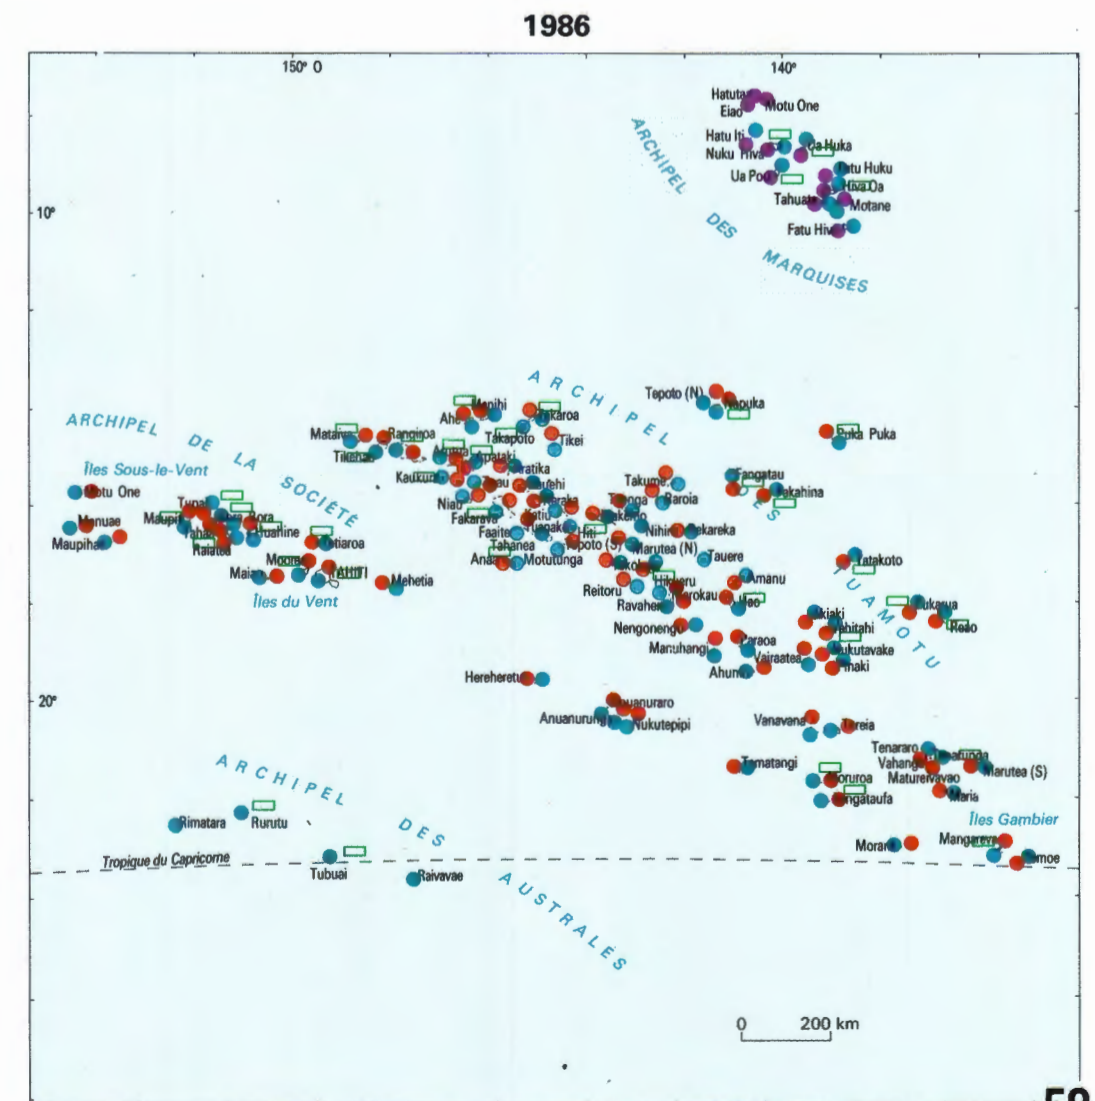 1986
150° O
140°
Hatuta
Eiao
Motu One
Hatu Iti
Ua Huka
Nuku Hiva
Fatu Huku
Ua Pou
Hiva Oa
Tahuata
Motane
Fatu Hiva
ARCHIPEL DES MARQUISES
10°
ARCHIPEL DES TUAMOTU
Tepoto (N)
Napuka
Manihi
Ahe
Takaroa
Takapoto
Tikei
Mataiva
Rangiroa
Tikehau
Apataki
Aratika
Kaukura
Niau
Fakarava
Faaite
Tahanea
Anaa
Motutunga
Tepoto (S)
Hiti
Puka Puka
Takume
Raroia
Fangatau
Fakahina
Nihiru
Rekareka
Marutea (N)
Tauere
Reitoru
Hikueru
Marokau
Ravahere
Amanu
Hao
Nengonengo
Manuhangi
Paraoa
Ahunui
Vairaatea
Akiaki
Vahitahi
Nukutavake
Pinaki
Tatakoto
Pukarua
Reao
ARCHIPEL DE LA SOCIÉTÉ
Îles Sous-le-Vent
Motu One
Manuae
Maupihaa
Maupiti
Tupai
Bora
Tahaa
Raiatea
Huahine
Tetiaroa
Moorea
TAHITI
Maiao
Mehetia
Îles du Vent
Hereheretue
20°
Anuanuraro
Anuanurunga
Nukutepipi
Vanavana
Tureia
Tematangi
Moruroa
Fangataufa
Tenararo
Tenarunga
Vahanga
Matureivavao
Marutea (S)
Maria
Îles Gambier
Morane
Mangareva
Temoe
ARCHIPEL DES AUSTRALES
Rimatara
Rurutu
Tropique du Capricorne
Tubuai
Raivavae
0 200 km